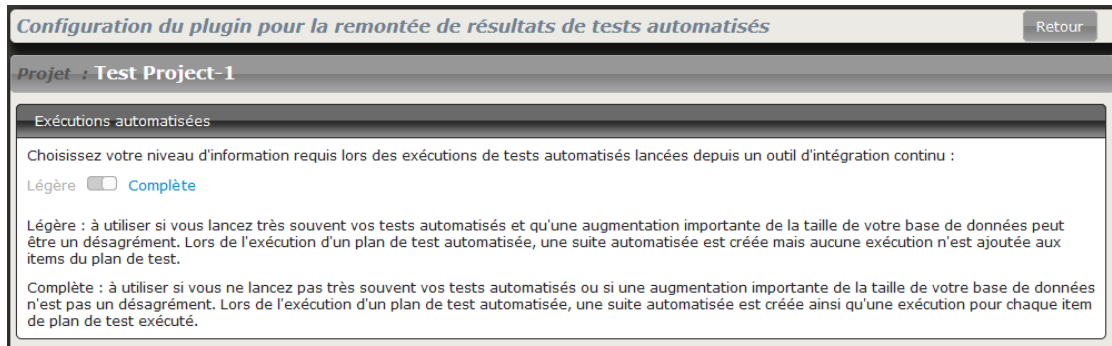 Configuration du plugin pour la remontée de résultats de tests automatisés
Retour
Projet : Test Project-1
Exécutions automatisées
Choisissez votre niveau d'information requis lors des exécutions de tests automatisés lancées depuis un outil d'intégration continu :
Légère Complète
Légère : à utiliser si vous lancez très souvent vos tests automatisés et qu'une augmentation importante de la taille de votre base de données peut
être un désagrément. Lors de l'exécution d'un plan de test automatisée, une suite automatisée est créée mais aucune exécution n'est ajoutée aux
items du plan de test.
Complète : à utiliser si vous ne lancez pas très souvent vos tests automatisés ou si une augmentation importante de la taille de votre base de données
n'est pas un désagrément. Lors de l'exécution d'un plan de test automatisée, une suite automatisée est créée ainsi qu'une exécution pour chaque item
de plan de test exécuté.